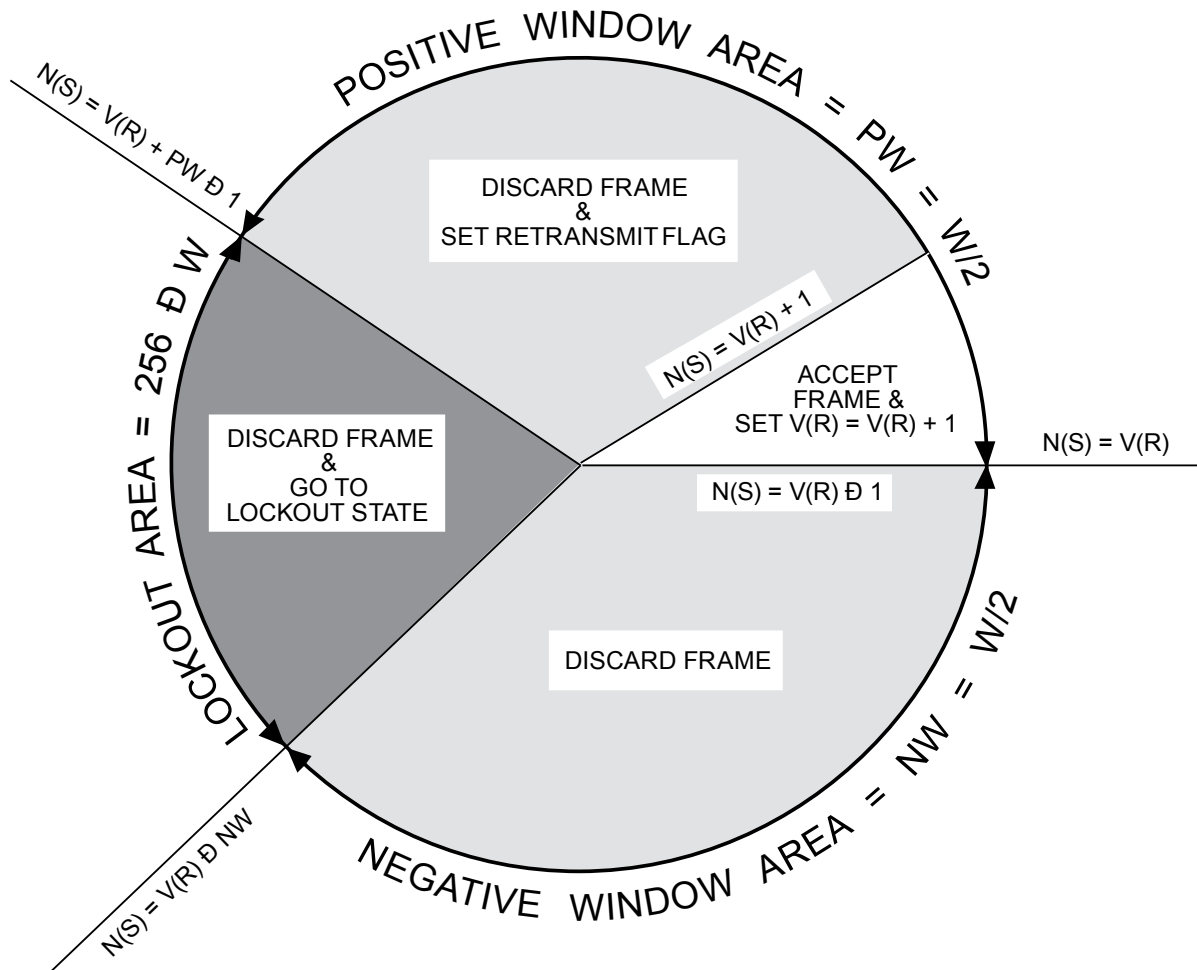 POSITIVE WINDOW AREA = PW = W/2
N(S) = V(R) + PW Ð 1
DISCARD FRAME
&
SET RETRANSMIT FLAG
N(S) = V(R) + 1
ACCEPT
FRAME &
SET V(R) = V(R) + 1
N(S) = V(R)
N(S) = V(R) Ð 1
LOCKOUT AREA = 256 Ð W
DISCARD FRAME
&
GO TO
LOCKOUT STATE
DISCARD FRAME
NEGATIVE WINDOW AREA = NW = W/2
N(S) = V(R) Ð NW